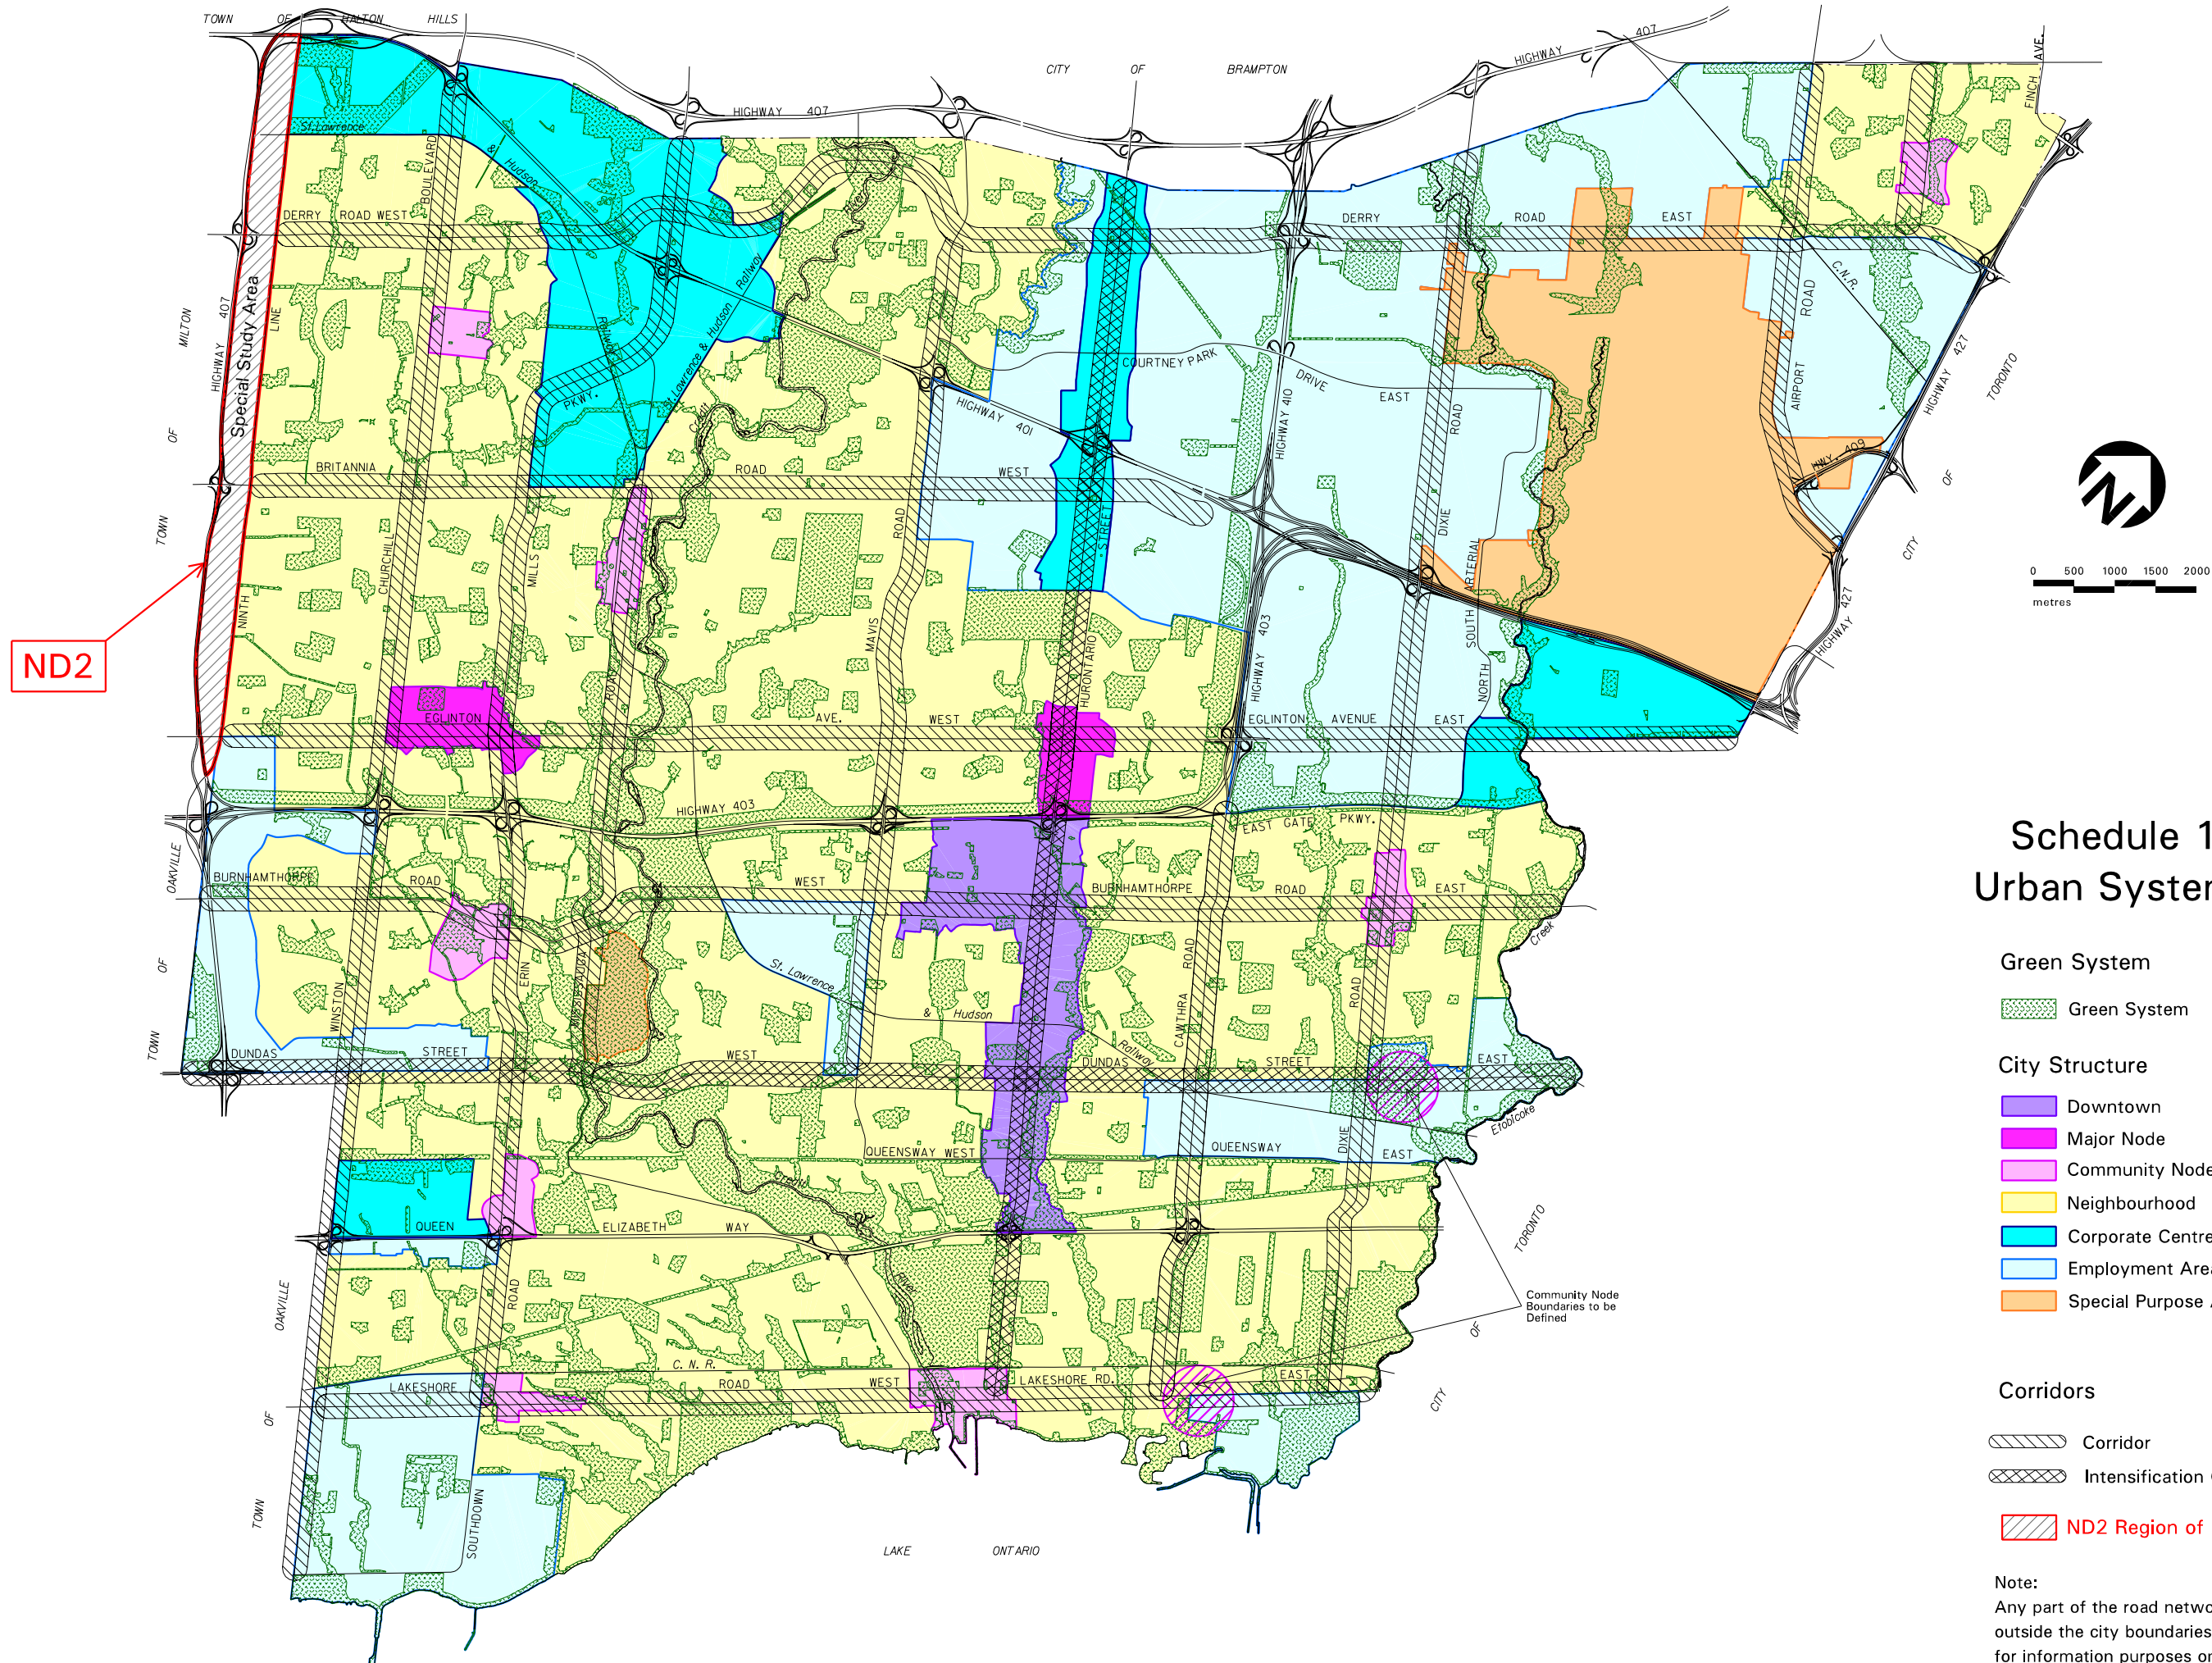 TOWN OF HALTON HILLS
CITY OF BRAMPTON
HIGHWAY 407
HIGHWAY 407
FINCH AVE.
St.Lawrence
& Hudson
Railway
BOULEVARD
DERRY ROAD WEST
DERRY ROAD EAST
River
MILTON
OF
TOWN
HIGHWAY 407
Special Study Area
LINE
NINTH
St.Lawrence & Hudson Railway
PKWY.
Credit
COURTNEY PARK
DRIVE
EAST
HIGHWAY 401
HIGHWAY 410
ROAD
DIXIE
C.N.R.
ROAD
AIRPORT
HIGHWAY 427
TORONTO
OF
CITY
HWY. 409
BRITANNIA
ROAD
WEST
CHURCHILL
MILLS
ROAD
MAVIS
STREET
HURONTARIO
HIGHWAY 403
SOUTH ARTERIAL
NORTH
HIGHWAY 427
N
0 500 1000 1500 2000
metres
ND2
EGLINTON
AVE.
WEST
EGLINTON AVENUE EAST
ROAD
HIGHWAY 403
EAST GATE PKWY.
OAKVILLE
OF
TOWN
BURNHAMTHORPE
ROAD
WEST
BURNHAMTHORPE
ROAD
EAST
Creek
WINSTON
ERIN
MISSISSAUGA
St. Lawrence
& Hudson
Railway
CAWTHRA
ROAD
ROAD
DUNDAS
STREET
WEST
DUNDAS
STREET
EAST
Etobicoke
QUEENSWAY WEST
QUEENSWAY
EAST
DIXIE
Credit
QUEEN
ELIZABETH
WAY
River
ROAD
OAKVILLE
OF
TOWN
TORONTO
OF
CITY
Community Node
Boundaries to be
Defined
C. N. R.
LAKESHORE
ROAD
WEST
LAKESHORE RD.
EAST
SOUTHDOWN
LAKE ONTARIO
Schedule 1
Urban System
Green System
Green System
City Structure
Downtown
Major Node
Community Node
Neighbourhood
Corporate Centre
Employment Area
Special Purpose
Corridors
Corridor
Intensification
ND2 Region of
Note:
Any part of the road
outside the city boundaries
for information purposes